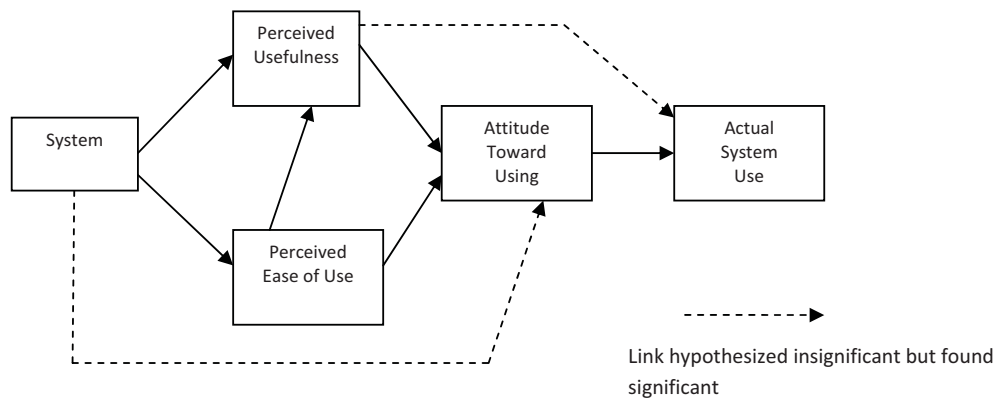 Perceived
Usefulness
System
Attitude
Toward
Using
Actual
System
Use
Perceived
Ease of Use
Link hypothesized insignificant but found
significant